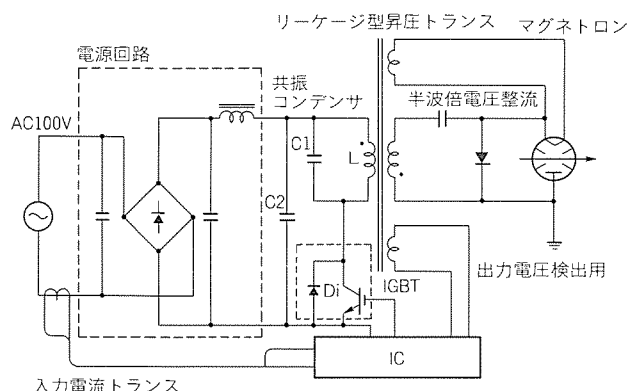 リーケージ型昇圧トランス
マグネトロン
電源回路
共振
コンデンサ
半波倍電圧整流
AC100V
C1
L
C2
Di
IGBT
出力電圧検出用
IC
入力電流トランス